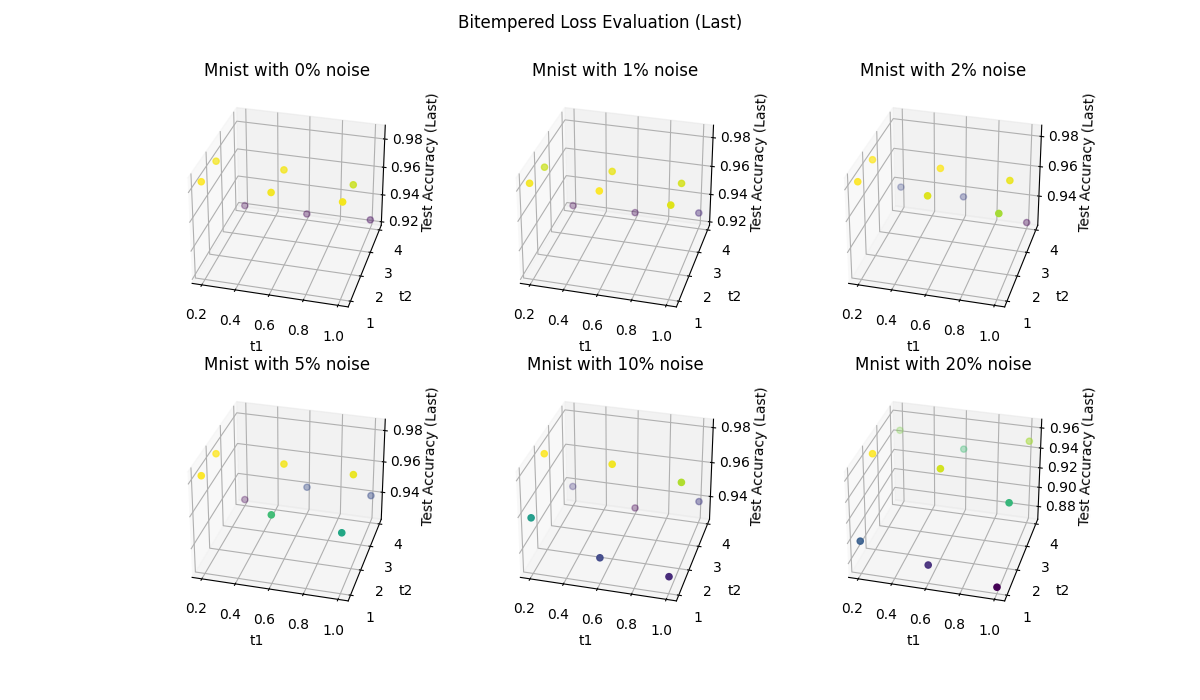 Bitempered Loss Evaluation (Last)
Mnist with 0% noise
0.98
0.96
0.94
0.92
Test Accuracy (Last)
4
3
2
1
t2
0.2 0.4 0.6 0.8 1.0
t1
Mnist with 1% noise
0.98
0.96
0.94
0.92
Test Accuracy (Last)
4
3
2
1
t2
0.2 0.4 0.6 0.8 1.0
t1
Mnist with 2% noise
0.98
0.96
0.94
Test Accuracy (Last)
4
3
2
1
t2
0.2 0.4 0.6 0.8 1.0
t1
Mnist with 5% noise
0.98
0.96
0.94
Test Accuracy (Last)
4
3
2
1
t2
0.2 0.4 0.6 0.8 1.0
t1
Mnist with 10% noise
0.98
0.96
0.94
Test Accuracy (Last)
4
3
2
1
t2
0.2 0.4 0.6 0.8 1.0
t1
Mnist with 20% noise
0.96
0.94
0.92
0.90
0.88
Test Accuracy (Last)
4
3
2
1
t2
0.2 0.4 0.6 0.8 1.0
t1